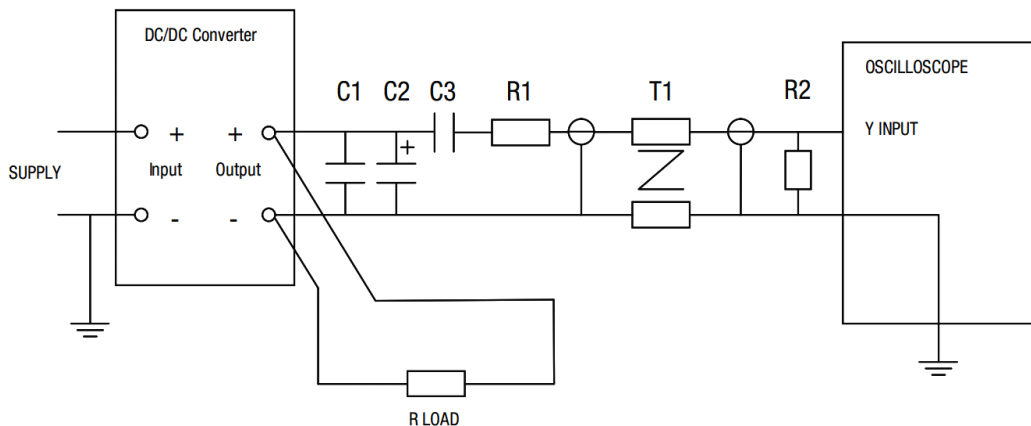 DC/DC Converter
OSCILLOSCOPE
C1 C2 C3 R1 T1 R2
+ + + Y INPUT
SUPPLY Input Output
- -
R LOAD